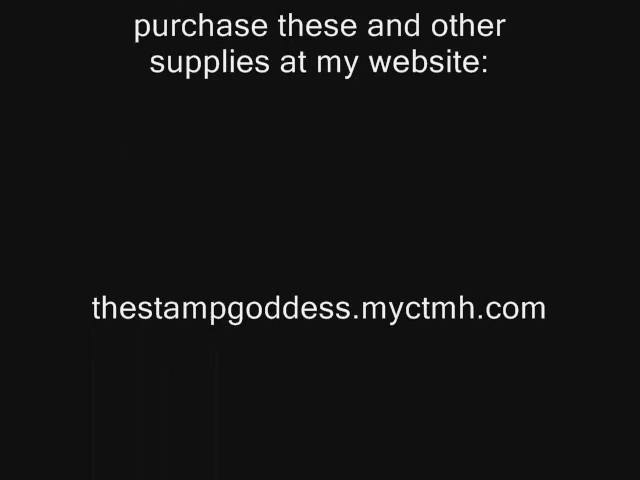 purchase these and other
supplies at my website:
thestampgoddess.myctmh.com